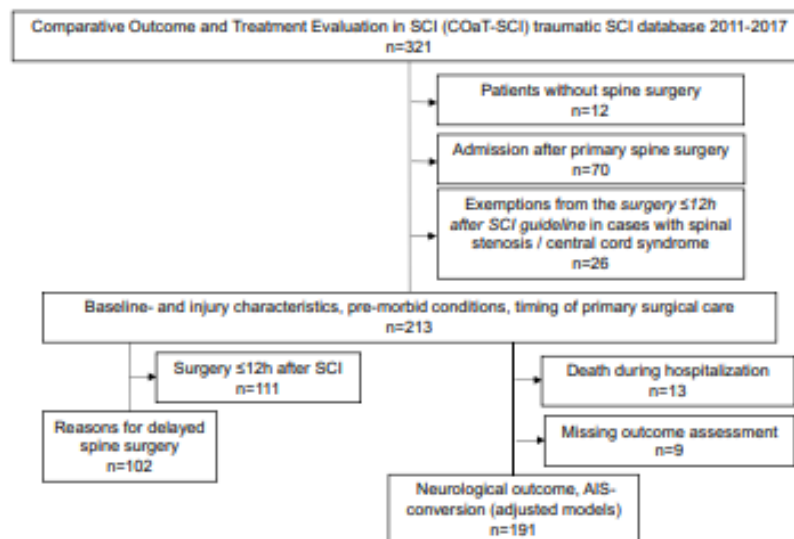 Comparative Outcome and Treatment Evaluation in SCI (COaT-SCI) traumatic SCI database 2011-2017
n=321
Patients without spine surgery
n=12
Admission after primary spine surgery
n=70
Exemptions from the surgery ≤12h
after SCI guideline in cases with spinal
stenosis / central cord syndrome
n=26
Baseline- and injury characteristics, pre-morbid conditions, timing of primary surgical care
n=213
Surgery ≤12h after SCI
n=111
Reasons for delayed
spine surgery
n=102
Death during hospitalization
n=13
Missing outcome assessment
n=9
Neurological outcome, AIS-
conversion (adjusted models)
n=191